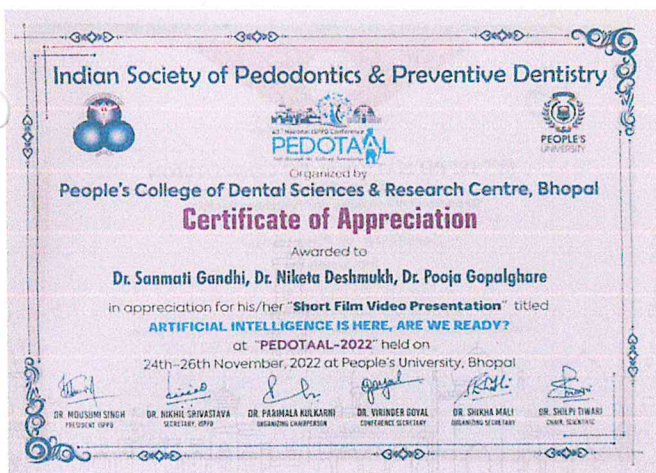 Indian Society of Pedodontics & Preventive Dentistry
43rd National ISPPD Conference
PEDOTAAL
PEOPLE'S
UNIVERSITY
Organized by
People's College of Dental Sciences & Research Centre, Bhopal
Certificate of Appreciation
Awarded to
Dr. Sanmati Gandhi, Dr. Niketa Deshmukh, Dr. Pooja Gopalghare
in appreciation for his/her "Short Film Video Presentation" titled
ARTIFICIAL INTELLIGENCE IS HERE, ARE WE READY?
at "PEDOTAAL-2022" held on
24th-26th November, 2022 at People's University, Bhopal
DR. MOUSUMI SINGH DR. NIKHIL SRIVASTAVA DR. PARIMALA KULKARNI DR. VIRINDER GOYAL DR. SHIKHA MALI DR. SHILPI TIWARI
PRESIDENT ISPPD SECRETARY, ISPPD ORGANIZING CHAIRPERSON CONFERENCE SECRETARY ORGANIZING SECRETARY CHAIR, SCIENTIFIC